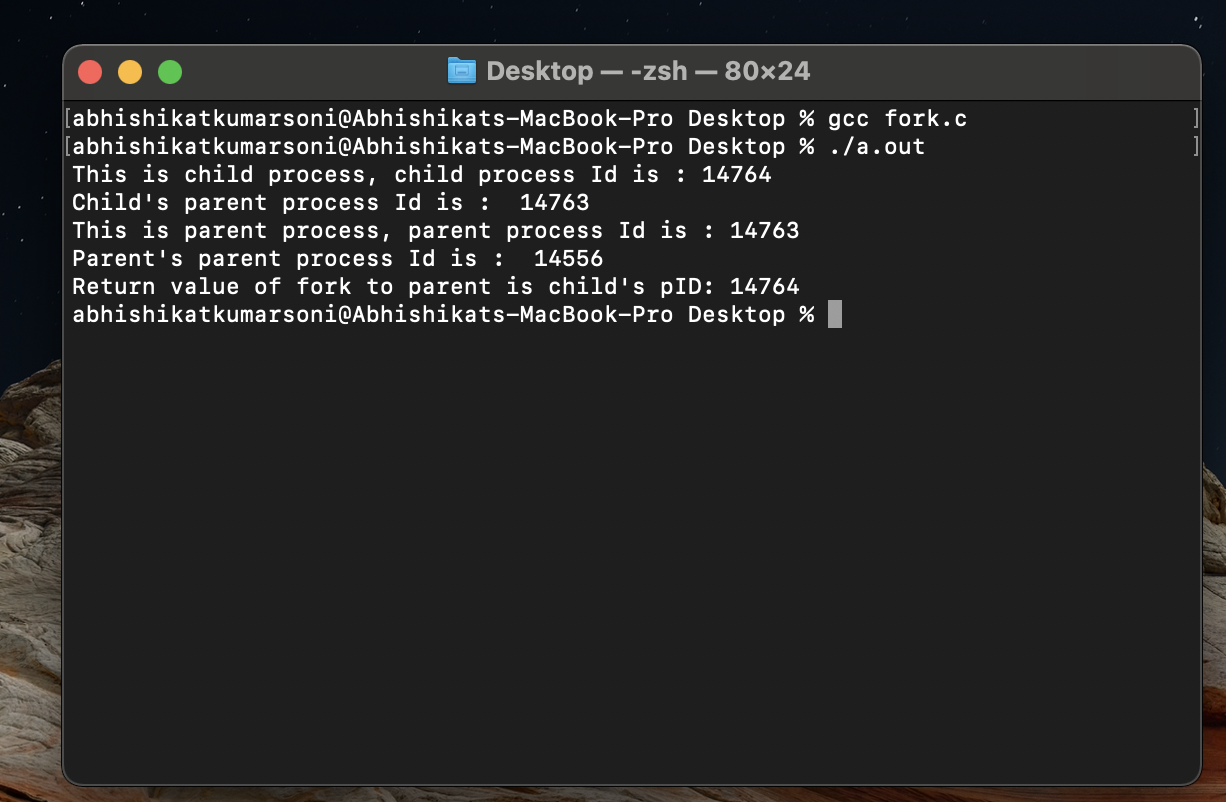 Desktop — -zsh — 80×24
[abhishikatkumarsoni@Abhishikats-MacBook-Pro Desktop % gcc fork.c ]
[abhishikatkumarsoni@Abhishikats-MacBook-Pro Desktop % ./a.out ]
This is child process, child process Id is : 14764
Child's parent process Id is :  14763
This is parent process, parent process Id is : 14763
Parent's parent process Id is :  14556
Return value of fork to parent is child's pID: 14764
abhishikatkumarsoni@Abhishikats-MacBook-Pro Desktop %